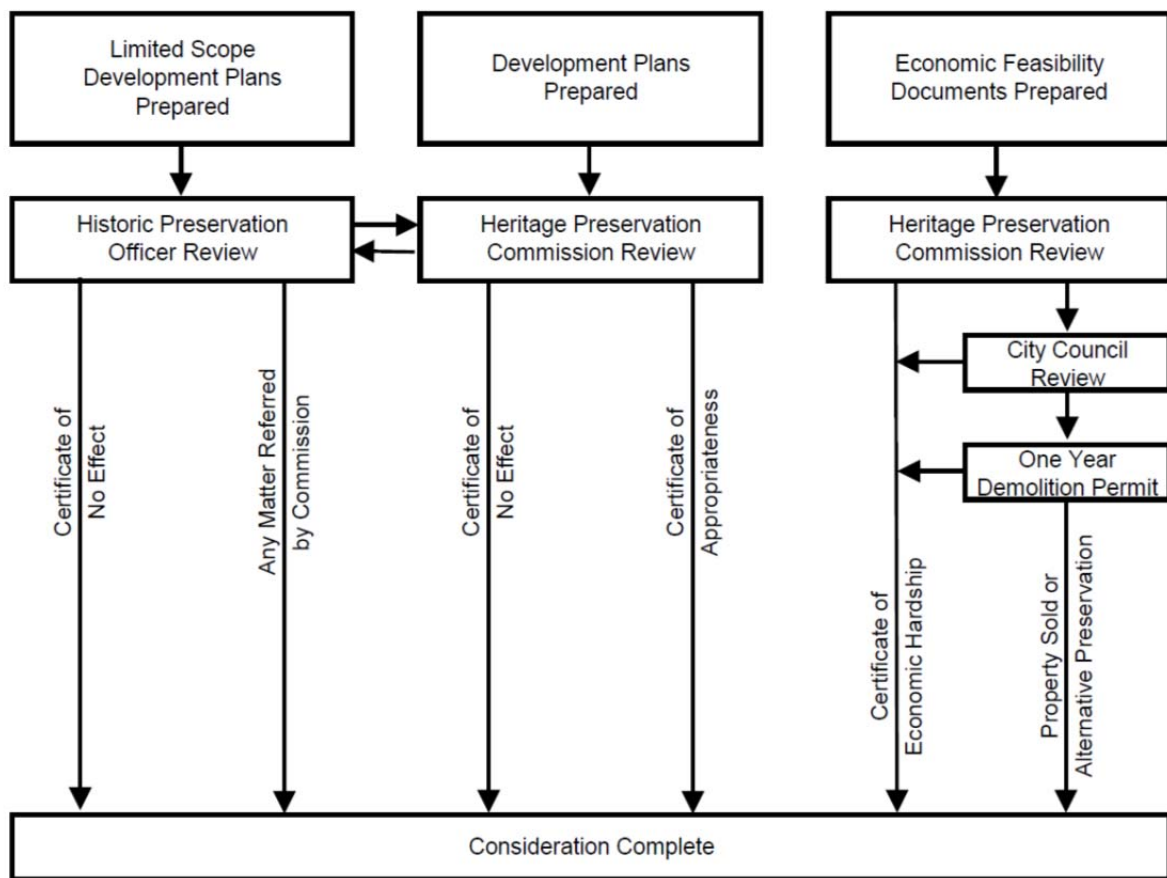 Limited Scope
Development Plans
Prepared
Development Plans
Prepared
Economic Feasibility
Documents Prepared
Historic Preservation
Officer Review
Heritage Preservation
Commission Review
Heritage Preservation
Commission Review
City Council
Review
One Year
Demolition Permit
Certificate of
No Effect
Any Matter Referred
by Commission
Certificate of
No Effect
Certificate of
Appropriateness
Certificate of
Economic Hardship
Property Sold or
Alternative Preservation
Consideration Complete